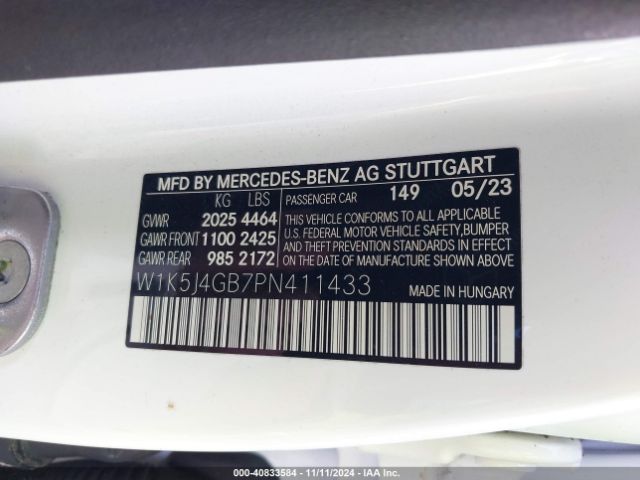 MFD BY MERCEDES-BENZ AG STUTTGART
KG LBS PASSENGER CAR 149 05/23
GVWR 2025 4464
GAWR FRONT 1100 2425
GAWR REAR 985 2172
THIS VEHICLE CONFORMS TO ALL APPLICABLE
U.S. FEDERAL MOTOR VEHICLE SAFETY,BUMPER
AND THEFT PREVENTION STANDARDS IN EFFECT
ON THE DATE OF MANUFACTURE SHOWN ABOVE
W1K5J4GB7PN411433 MADE IN HUNGARY
000-40833584 - 11/11/2024 - IAA Inc.